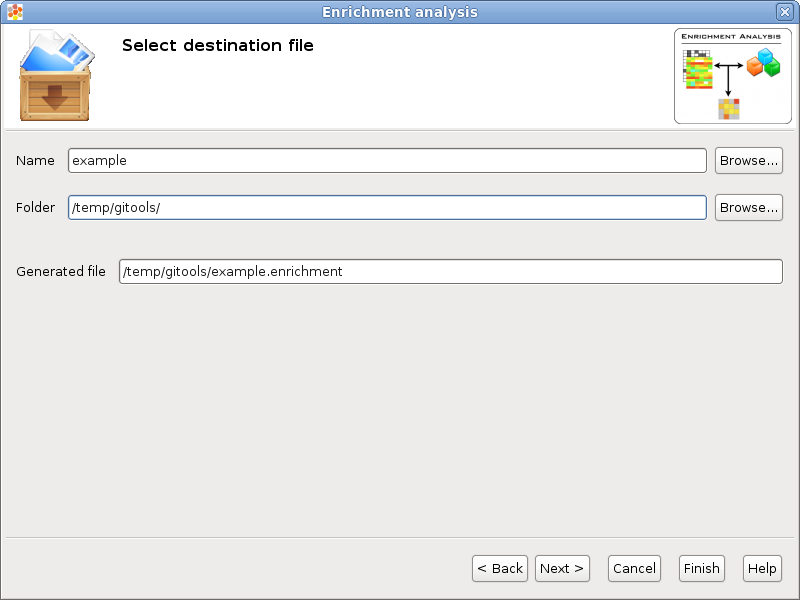 Enrichment analysis
Select destination file
Enrichment Analysis
Name example Browse...
Folder /temp/gitools/ Browse...
Generated file /temp/gitools/example.enrichment
< Back Next > Cancel Finish Help